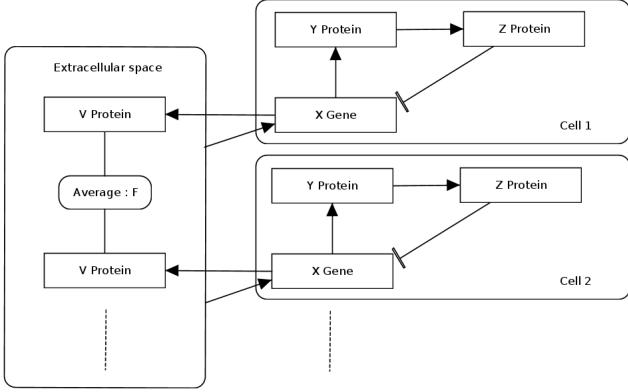 Y Protein
Z Protein
Extracellular space
V Protein
X Gene
Cell 1
Average : F
Y Protein
Z Protein
V Protein
X Gene
Cell 2